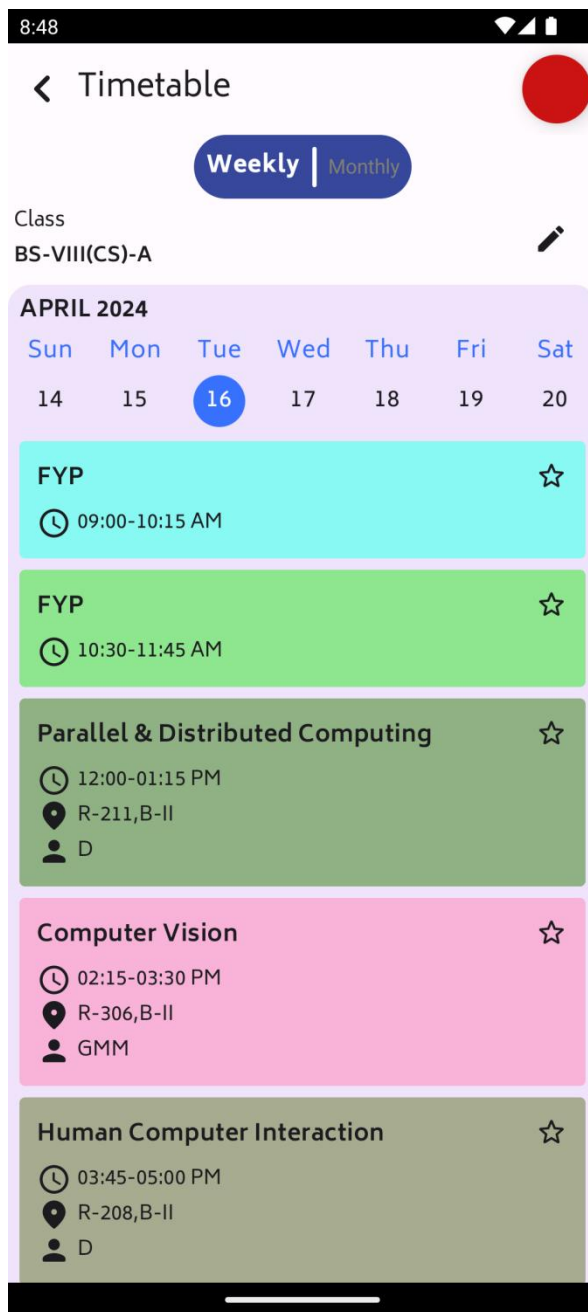 8:48
Timetable
Weekly | Monthly
Class
BS-VIII(CS)-A
APRIL 2024
Sun Mon Tue Wed Thu Fri Sat
14 15 16 17 18 19 20
FYP
09:00-10:15 AM
FYP
10:30-11:45 AM
Parallel & Distributed Computing
12:00-01:15 PM
R-211,B-II
D
Computer Vision
02:15-03:30 PM
R-306,B-II
GMM
Human Computer Interaction
03:45-05:00 PM
R-208,B-II
D